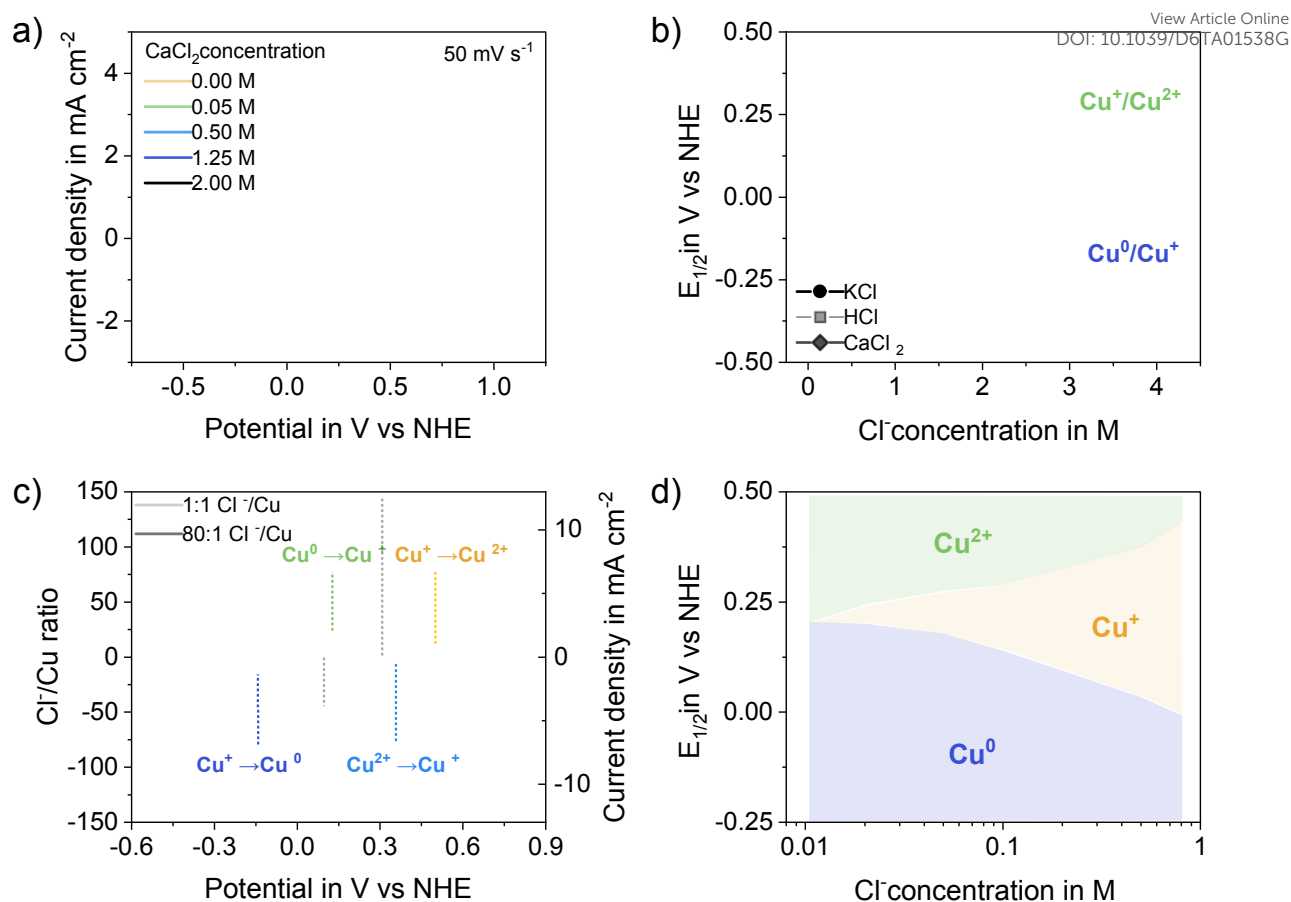 View Article Online
DOI: 10.1039/D6TA01538G
a)
CaCl2concentration
50 mV s-1
0.00 M
0.05 M
0.50 M
1.25 M
2.00 M
4
2
0
-2
Current density in mA cm-2
-0.5 0.0 0.5 1.0
Potential in V vs NHE
b)
0.50
0.25
0.00
-0.25
-0.50
E1/2 in V vs NHE
Cu+/Cu2+
Cu0/Cu+
KCl
HCl
CaCl 2
0 1 2 3 4
Cl-concentration in M
c)
150
100
50
0
-50
-100
-150
Cl-/Cu ratio
1:1 Cl -/Cu
80:1 Cl -/Cu
Cu0 →Cu + Cu+ →Cu 2+
Cu+ →Cu 0 Cu2+ →Cu +
10
0
-10
Current density in mA cm-2
-0.6 -0.3 0.0 0.3 0.6 0.9
Potential in V vs NHE
d)
0.50
0.25
0.00
-0.25
E1/2 in V vs NHE
Cu2+
Cu+
Cu0
0.01 0.1 1
Cl-concentration in M